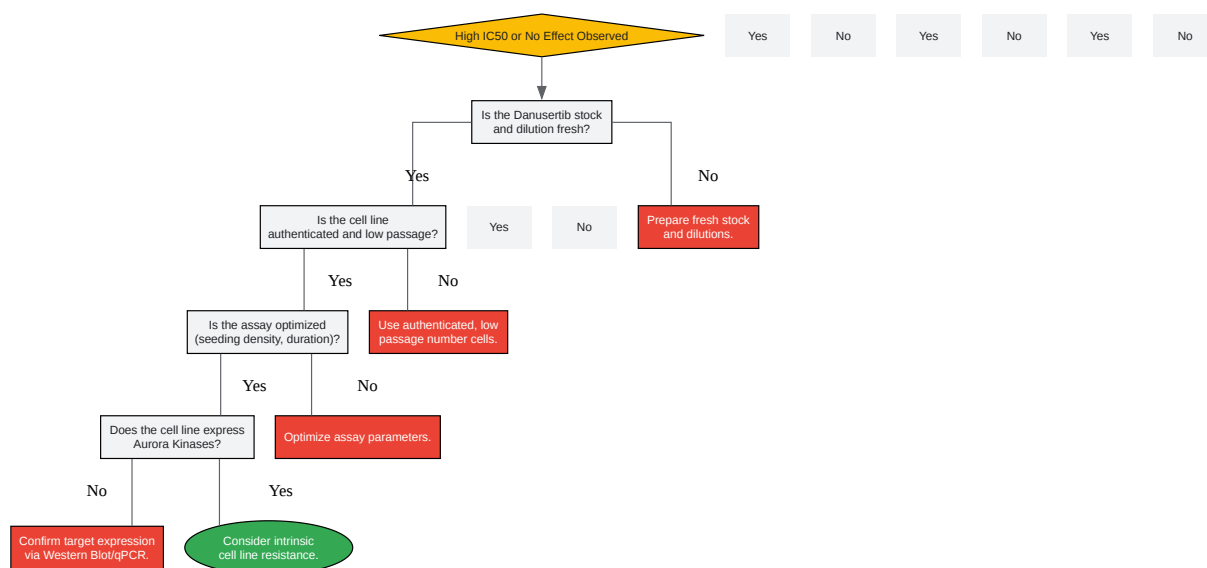 High IC50 or No Effect Observed
Yes
No
Yes
No
Yes
No
Is the Danusertib stock
and dilution fresh?
Yes
No
Is the cell line
authenticated and low passage?
Yes
No
Prepare fresh stock
and dilutions.
Yes
No
Is the assay optimized
(seeding density, duration)?
Use authenticated, low
passage number cells.
Yes
No
Does the cell line express
Aurora Kinases?
Optimize assay parameters.
No
Yes
Confirm target expression
via Western Blot/qPCR.
Consider intrinsic
cell line resistance.